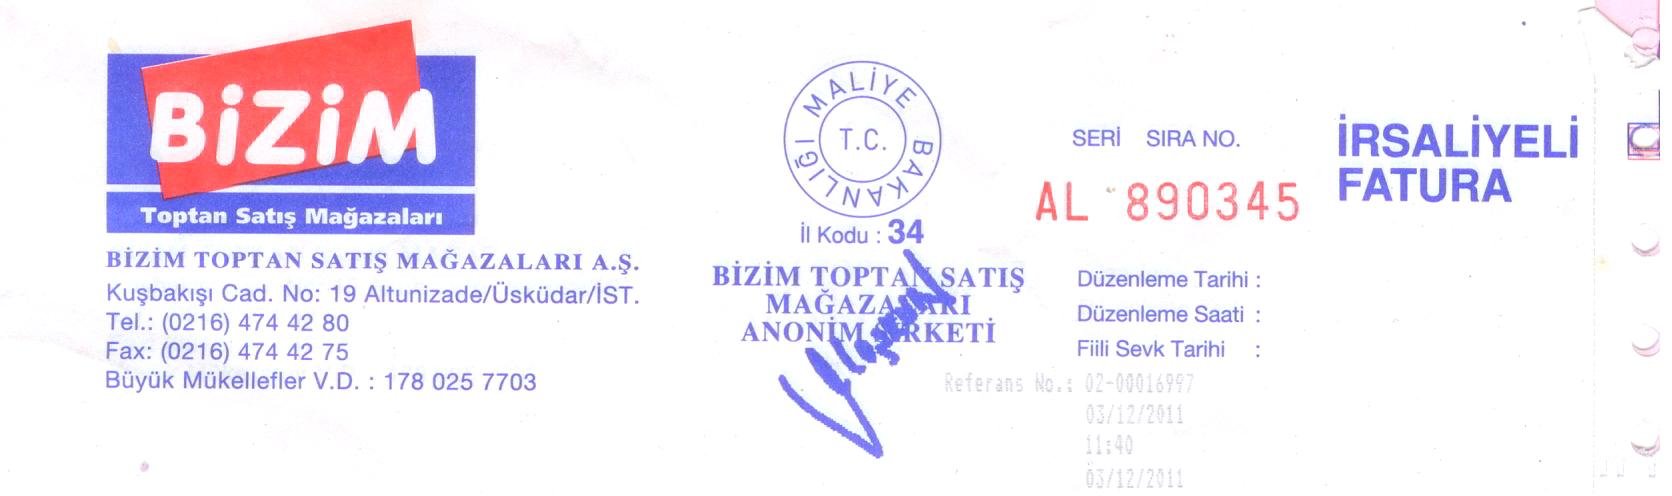 BİZİM
Toptan Satış Mağazaları
BİZİM TOPTAN SATIŞ MAĞAZALARI A.Ş.
Kuşbakışı Cad. No: 19 Altunizade/Üsküdar/İST.
Tel.: (0216) 474 42 80
Fax: (0216) 474 42 75
Büyük Mükellefler V.D. : 178 025 7703
MALİYE BAKANLIĞI
T.C.
İl Kodu : 34
BİZİM TOPTAN SATIŞ
MAĞAZALARI
ANONİM ŞİRKETİ
SERİ SIRA NO.
AL 890345
İRSALİYELİ
FATURA
Düzenleme Tarihi :
Düzenleme Saati :
Fiili Sevk Tarihi :
Referans No.: 02-00016997
03/12/2011
11:40
03/12/2011